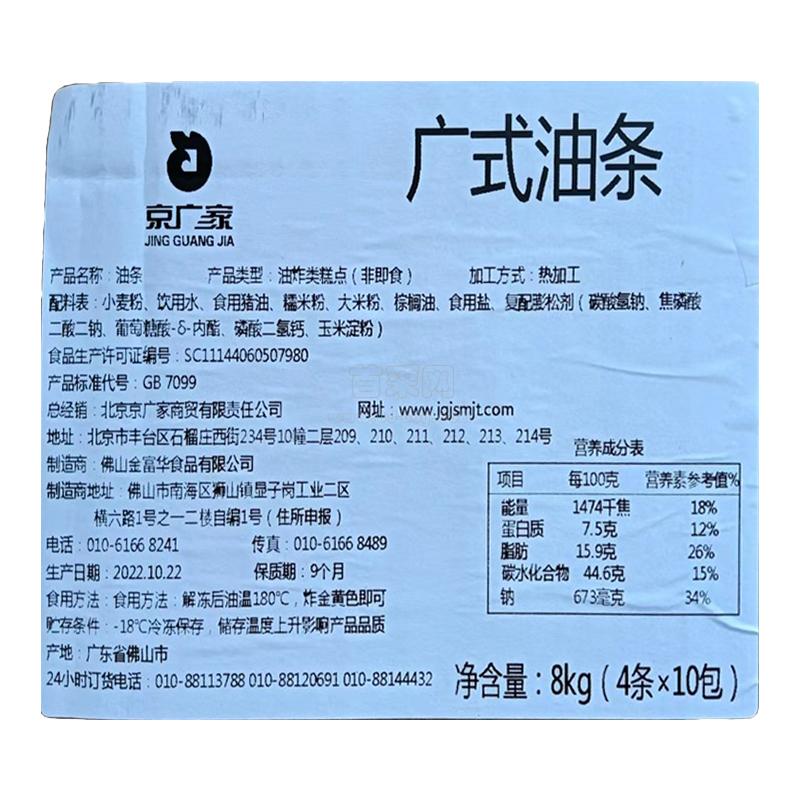 广式油条
京广家
JING GUANG JIA
产品名称：油条 产品类型：油炸类糕点（非即食） 加工方式：热加工
配料表：小麦粉、饮用水、食用猪油、糯米粉、大米粉、棕榈油、食用盐、复配膨松剂（碳酸氢钠、焦磷酸
二酸二钠、葡萄糖酸-δ-内酯、磷酸二氢钙、玉米淀粉）
食品生产许可证编号：SC11144060507980
产品标准代号：GB 7099
总经销：北京京广家商贸有限责任公司 网址：www.jgjsmjt.com
地址：北京市丰台区石榴庄西街234号10幢二层209、210、211、212、213、214号
制造商：佛山金富华食品有限公司
制造商地址：佛山市南海区狮山镇显子岗工业二区
横六路1号之一二楼自编1号（住所申报）
电话：010-6166 8241 传真：010-6166 8489
生产日期：2022.10.22 保质期：9个月
食用方法：食用方法：解冻后油温180℃，炸金黄色即可
贮存条件：-18℃冷冻保存，储存温度上升影响产品品质
产地：广东省佛山市
24小时订货电话：010-88113788 010-88120691 010-88144432
营养成分表
项目 每100克 营养素参考值%
能量 1474千焦 18%
蛋白质 7.5克 12%
脂肪 15.9克 26%
碳水化合物 44.6克 15%
钠 673毫克 34%
净含量：8kg（4条×10包）